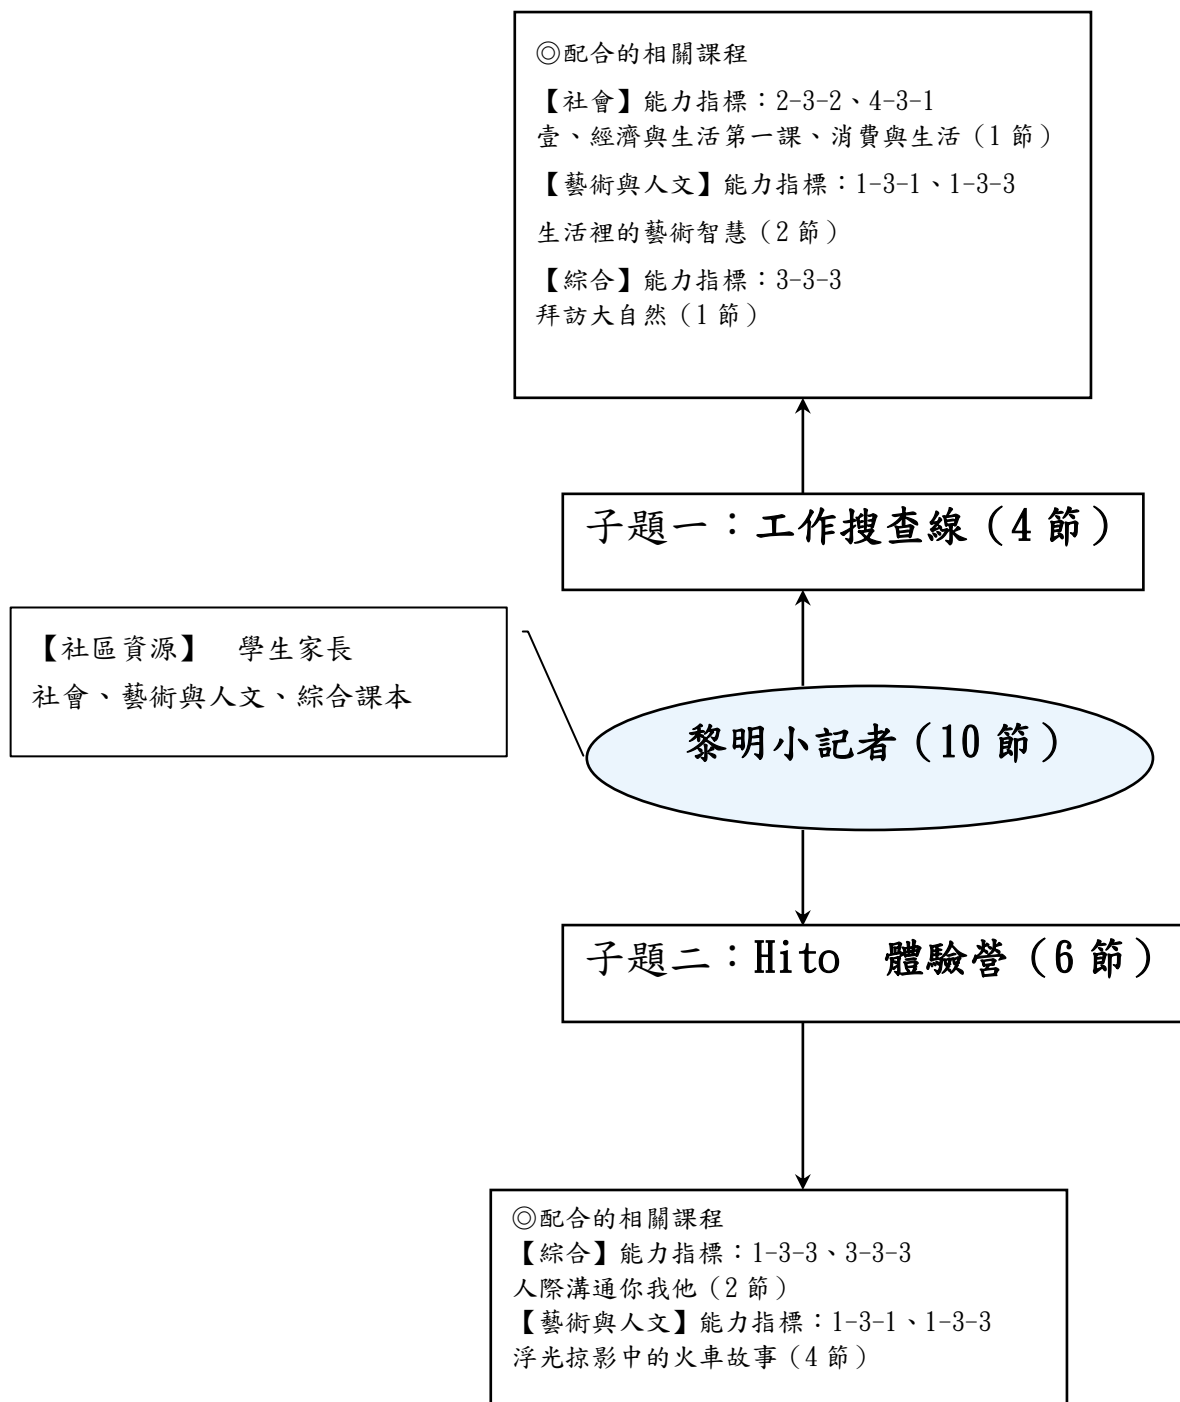 ◎配合的相關課程
【社會】能力指標：2-3-2、4-3-1
壹、經濟與生活第一課、消費與生活（1 節）
【藝術與人文】能力指標：1-3-1、1-3-3
生活裡的藝術智慧（2 節）
【綜合】能力指標：3-3-3
拜訪大自然（1 節）
子題一：工作搜查線（4 節）
【社區資源】　學生家長
社會、藝術與人文、綜合課本
黎明小記者（10 節）
子題二：Hito　體驗營（6 節）
◎配合的相關課程
【綜合】能力指標：1-3-3、3-3-3
人際溝通你我他（2 節）
【藝術與人文】能力指標：1-3-1、1-3-3
浮光掠影中的火車故事（4 節）